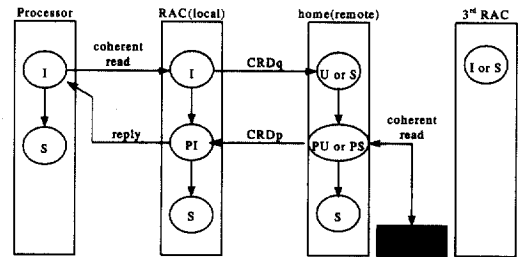 Processor
RAC(local)
home(remote)
3rd RAC
coherent
read
CRDq
I
I
U or S
I or S
reply
CRDp
coherent
read
S
PI
PU or PS
S
S